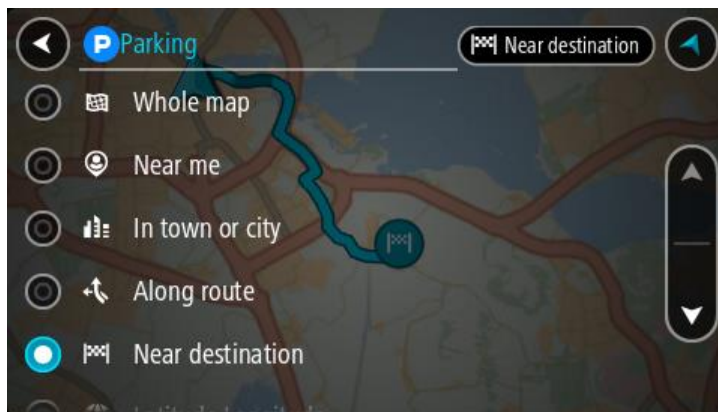 P Parking
Near destination
Whole map
Near me
In town or city
Along route
Near destination